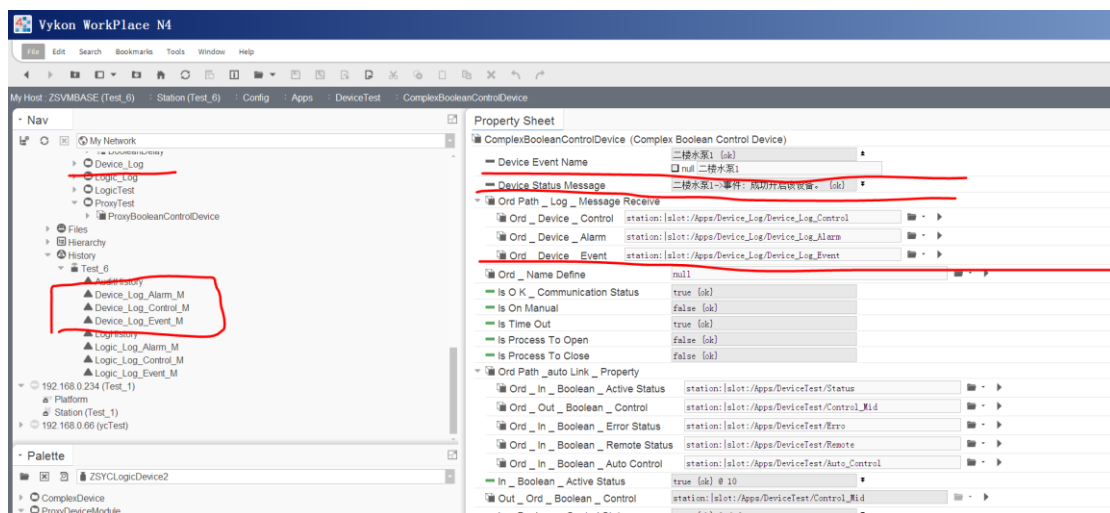 Vykon WorkPlace N4
File Edit Search Bookmarks Tools Window Help
My Host : ZSVMBASE (Test_6) : Station (Test_6) : Config : Apps : DeviceTest : ComplexBooleanControlDevice
Nav
My Network
Device_Log
Logic_Log
LogicTest
ProxyTest
ProxyBooleanControlDevice
Files
Hierarchy
History
Test_6
AuditHistory
Device_Log_Alarm_M
Device_Log_Control_M
Device_Log_Event_M
LogHistory
Logic_Log_Alarm_M
Logic_Log_Control_M
Logic_Log_Event_M
192.168.0.234 (Test_1)
Platform
Station (Test_1)
192.168.0.66 (ycTest)
Palette
ZSYCLogicDevice2
ComplexDevice
ProxyDeviceModule
Property Sheet
ComplexBooleanControlDevice (Complex Boolean Control Device)
Device Event Name 二楼水泵1 {ok}
null 二楼水泵1
Device Status Message 二楼水泵1->事件: 成功开启该设备。 {ok}
Ord Path _ Log _ Message Receive
Ord _ Device _ Control station:|slot:/Apps/Device_Log/Device_Log_Control
Ord _ Device _ Alarm station:|slot:/Apps/Device_Log/Device_Log_Alarm
Ord _ Device _ Event station:|slot:/Apps/Device_Log/Device_Log_Event
Ord _ Name Define null
Is O K _ Communication Status true {ok}
Is On Manual false {ok}
Is Time Out true {ok}
Is Process To Open false {ok}
Is Process To Close false {ok}
Ord Path _auto Link _ Property
Ord _ In _ Boolean _ Active Status station:|slot:/Apps/DeviceTest/Status
Ord _ Out _ Boolean _ Control station:|slot:/Apps/DeviceTest/Control_Mid
Ord _ In _ Boolean _ Error Status station:|slot:/Apps/DeviceTest/Erro
Ord _ In _ Boolean _ Remote Status station:|slot:/Apps/DeviceTest/Remote
Ord _ In _ Boolean _ Auto Control station:|slot:/Apps/DeviceTest/Auto_Control
In _ Boolean _ Active Status true {ok} @ 10
Out _ Ord _ Boolean _ Control station:|slot:/Apps/DeviceTest/Control_Mid